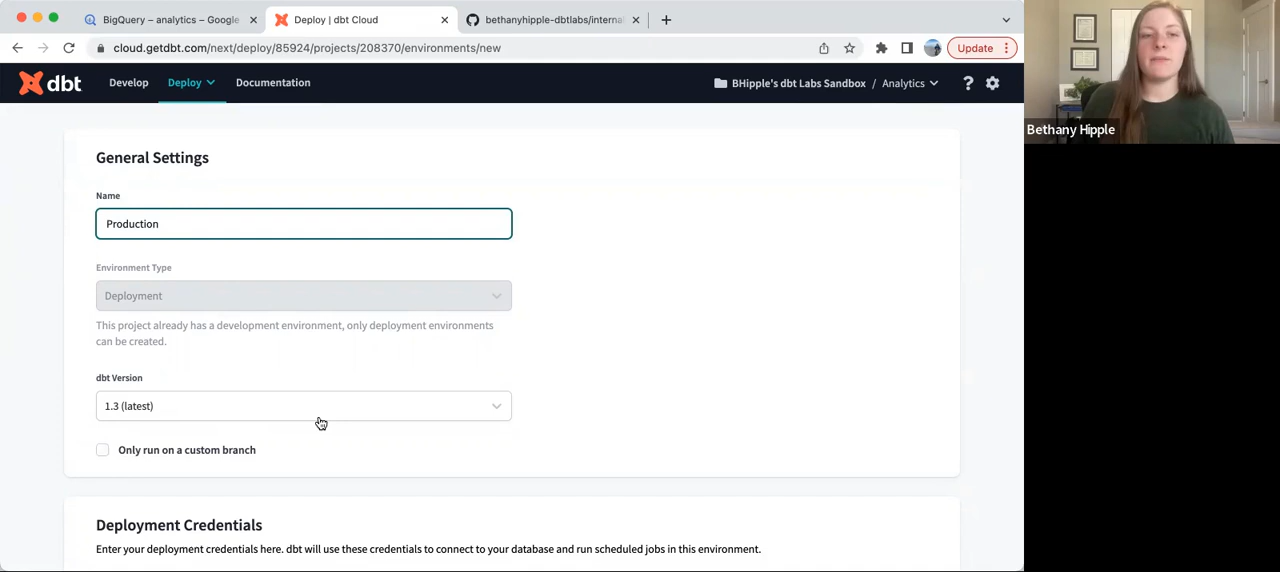 BigQuery – analytics – Google
Deploy | dbt Cloud
bethanyhipple-dbtlabs/interna
cloud.getdbt.com/next/deploy/85924/projects/208370/environments/new
Update
dbt
Develop
Deploy
Documentation
BHipple's dbt Labs Sandbox / Analytics
?
Bethany Hipple
General Settings
Name
Production
Environment Type
Deployment
This project already has a development environment, only deployment environments
can be created.
dbt Version
1.3 (latest)
Only run on a custom branch
Deployment Credentials
Enter your deployment credentials here. dbt will use these credentials to connect to your database and run scheduled jobs in this environment.